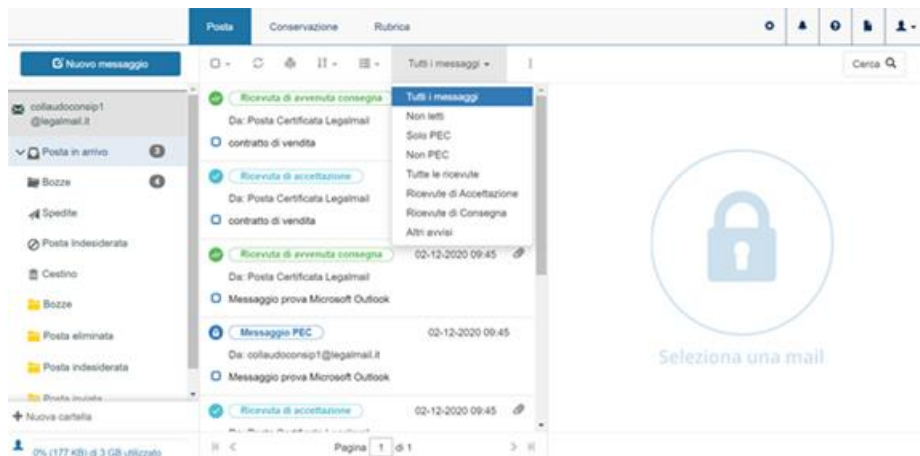 Posta
Conservazione
Rubrica
Nuovo messaggio
Tutti i messaggi
Cerca
collaudoconsip1
@legalmail.it
Posta in arrivo 3
Bozze 4
Spedite
Posta Indesiderata
Cestino
Bozze
Posta eliminata
Posta indesiderata
Posta inviata
Nuova cartella
0% (177 KB) di 3 GB utilizzato
Ricevuta di avvenuta consegna
Da: Posta Certificata Legalmail
contratto di vendita
Ricevuta di accettazione
Da: Posta Certificata Legalmail
contratto di vendita
Ricevuta di avvenuta consegna 02-12-2020 09:45
Da: Posta Certificata Legalmail
Messaggio prova Microsoft Outlook
Messaggio PEC 02-12-2020 09:45
Da: collaudoconsip1@legalmail.it
Messaggio prova Microsoft Outlook
Ricevuta di accettazione 02-12-2020 09:45
Pagina 1 di 1
Tutti i messaggi
Non letti
Solo PEC
Non PEC
Tutte le ricevute
Ricevute di Accettazione
Ricevute di Consegna
Altri avvisi
Seleziona una mail